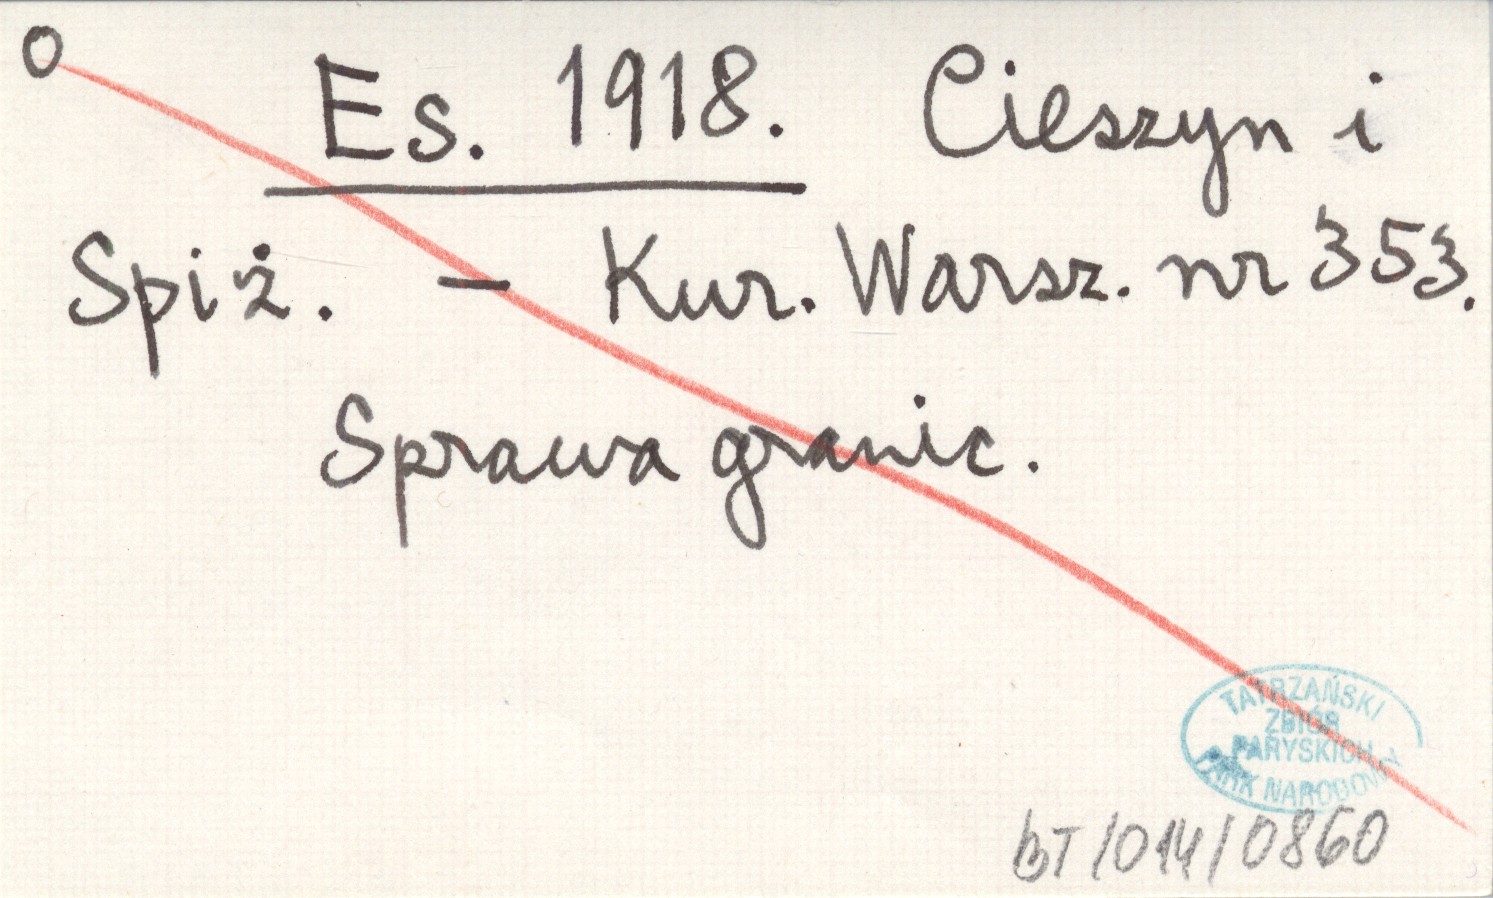 O
Es. 1918. Cieszyn i
Spiż. – Kur. Warsz. nr 353.
Sprawa granic.
TATRZAŃSKI
ZBIÓR
PARYSKICH
PARK NARODOWY
BT/014/0860